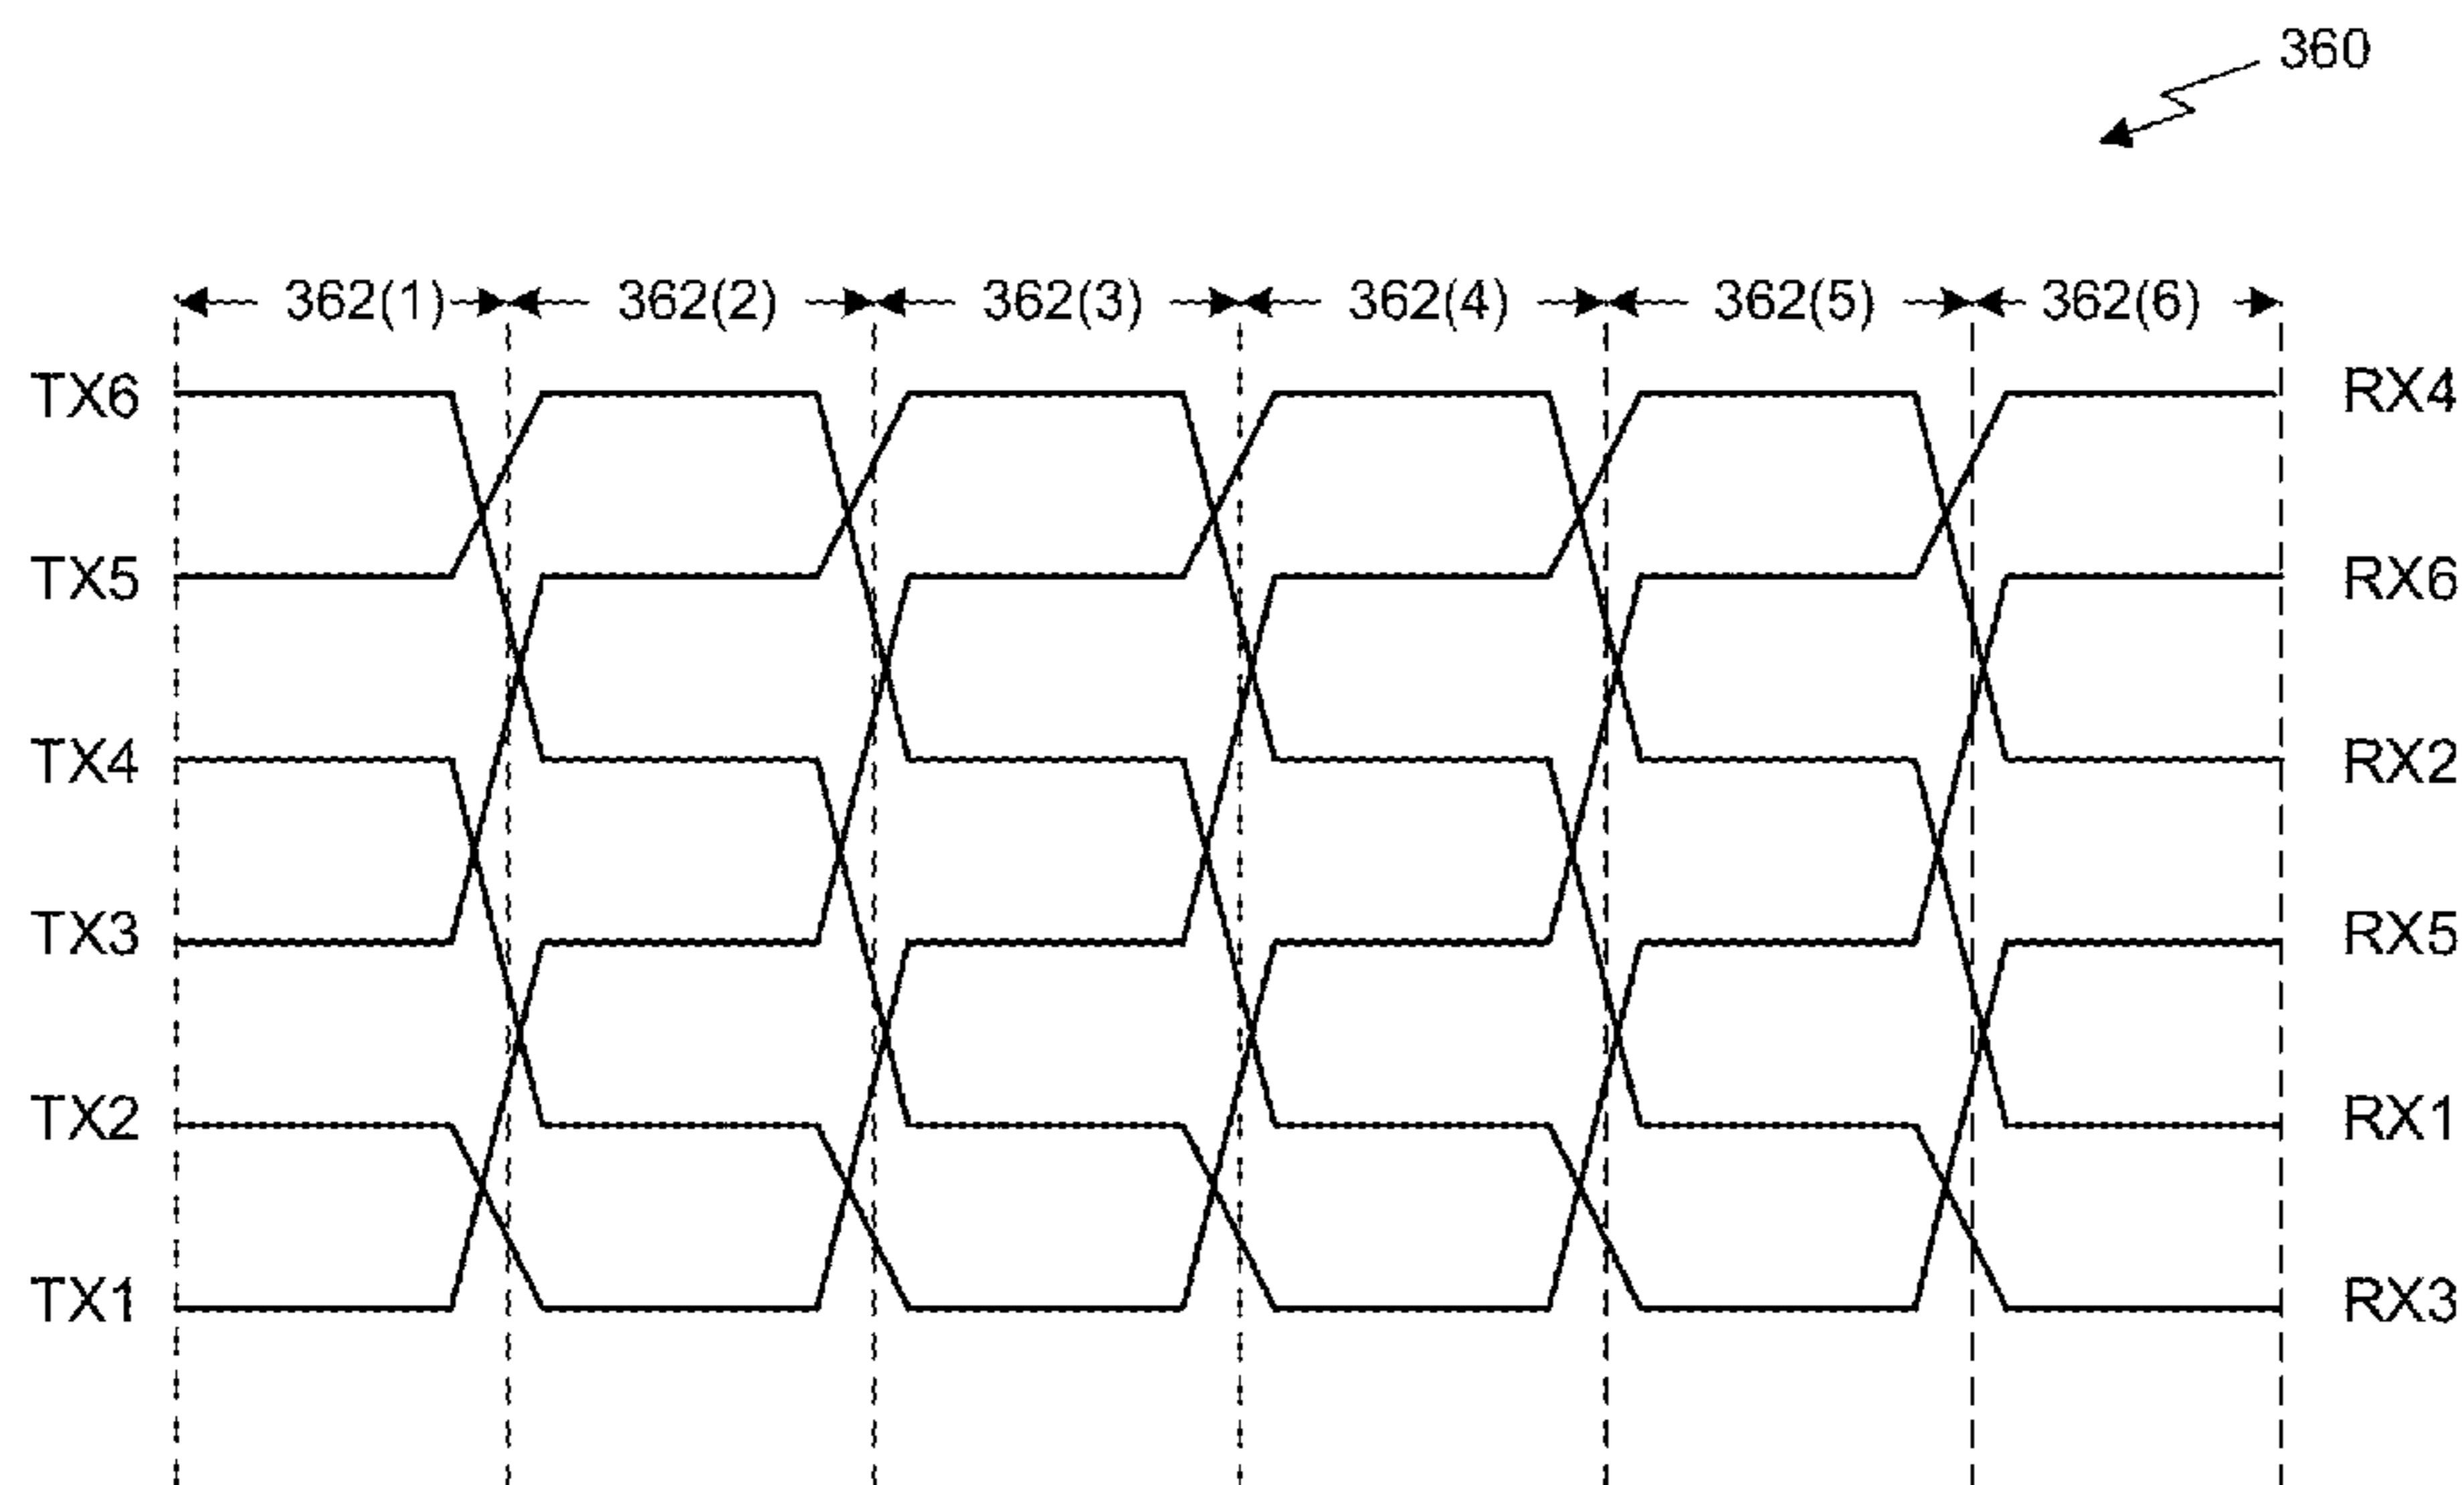 360
362(1) 362(2) 362(3) 362(4) 362(5) 362(6)
TX6 RX4
TX5 RX6
TX4 RX2
TX3 RX5
TX2 RX1
TX1 RX3